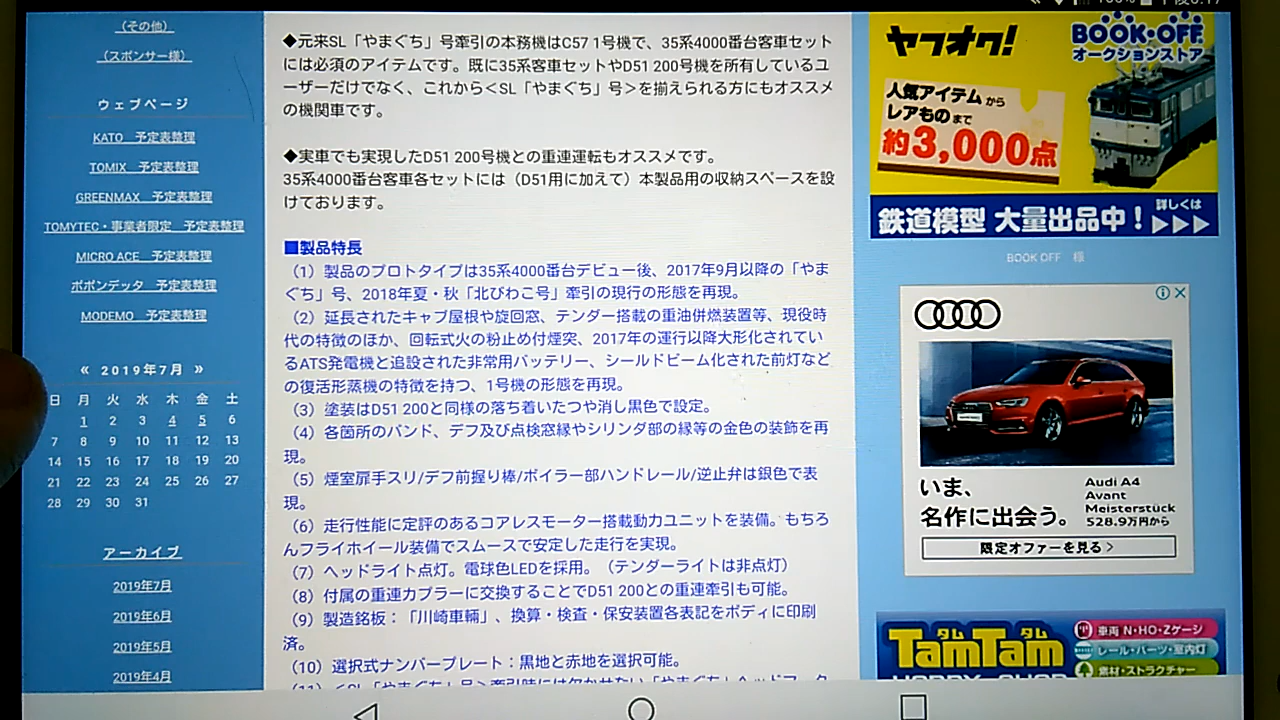 （その他）
（スポンサー様）
ウェブページ
KATO　予定表整理
TOMIX　予定表整理
GREENMAX　予定表整理
TOMYTEC・事業者限定　予定表整理
MICRO ACE　予定表整理
ポポンデッタ　予定表整理
MODEMO　予定表整理
« 2019年7月 »
日 月 火 水 木 金 土
1 2 3 4 5 6
7 8 9 10 11 12 13
14 15 16 17 18 19 20
21 22 23 24 25 26 27
28 29 30 31
アーカイブ
2019年7月
2019年6月
2019年5月
2019年4月
◆元来SL「やまぐち」号牽引の本務機はC57 1号機で、35系4000番台客車セット
には必須のアイテムです。既に35系客車セットやD51 200号機を所有しているユ
ーザーだけでなく、これから＜SL「やまぐち」号＞を揃えられる方にもオススメ
の機関車です。
◆実車でも実現したD51 200号機との重連運転もオススメです。
35系4000番台客車各セットには（D51用に加えて）本製品用の収納スペースを設
けております。
■製品特長
（1）製品のプロトタイプは35系4000番台デビュー後、2017年9月以降の「やま
ぐち」号、2018年夏・秋「北びわこ号」牽引の現行の形態を再現。
（2）延長されたキャブ屋根や旋回窓、テンダー搭載の重油併燃装置等、現役時
代の特徴のほか、回転式火の粉止め付煙突、2017年の運行以降大形化されてい
るATS発電機と追設された非常用バッテリー、シールドビーム化された前灯など
の復活形蒸機の特徴を持つ、1号機の形態を再現。
（3）塗装はD51 200と同様の落ち着いたつや消し黒色で設定。
（4）各箇所のバンド、デフ及び点検窓縁やシリンダ部の縁等の金色の装飾を再
現。
（5）煙室扉手スリ/デフ前握り棒/ボイラー部ハンドレール/逆止弁は銀色で表
現。
（6）走行性能に定評のあるコアレスモーター搭載動力ユニットを装備。もちろ
んフライホイール装備でスムースで安定した走行を実現。
（7）ヘッドライト点灯。電球色LEDを採用。（テンダーライトは非点灯）
（8）付属の重連カプラーに交換することでD51 200との重連牽引も可能。
（9）製造銘板：「川崎車輛」、換算・検査・保安装置各表記をボディに印刷
済。
（10）選択式ナンバープレート：黒地と赤地を選択可能。
ヤフオク!
BOOK・OFF
オークションストア
人気アイテムから
レアものまで
約3,000点
鉄道模型 大量出品中！
詳しくは
▶▶▶
BOOK OFF　様
いま、
名作に出会う。
Audi A4
Avant
Meisterstück
528.9万円から
限定オファーを見る >
タム タム
TamTam
HOBBY SHOP
車両 N・HO・Zゲージ
レール・パーツ・室内灯
素材・ストラクチャー